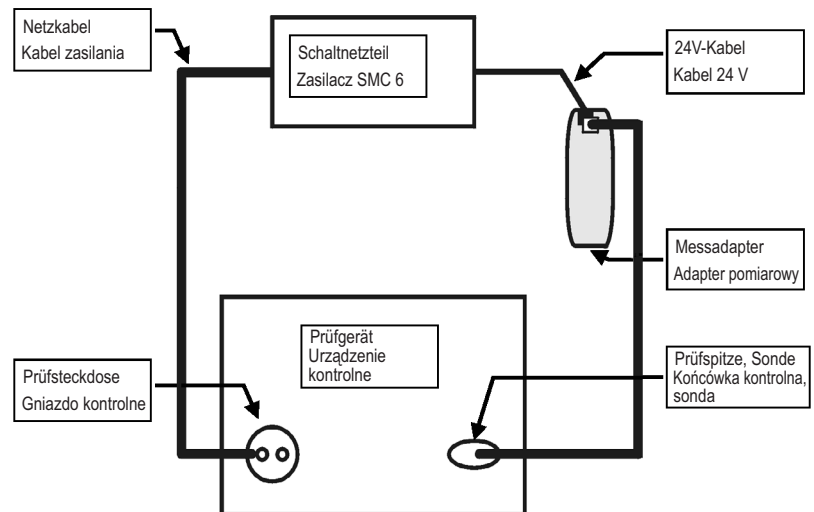 Netzkabel
Kabel zasilania
Schaltnetzteil
Zasilacz SMC 6
24V-Kabel
Kabel 24 V
Messadapter
Adapter pomiarowy
Prüfgerät
Urządzenie
kontrolne
Prüfsteckdose
Gniazdo kontrolne
Prüfspitze, Sonde
Końcówka kontrolna,
sonda